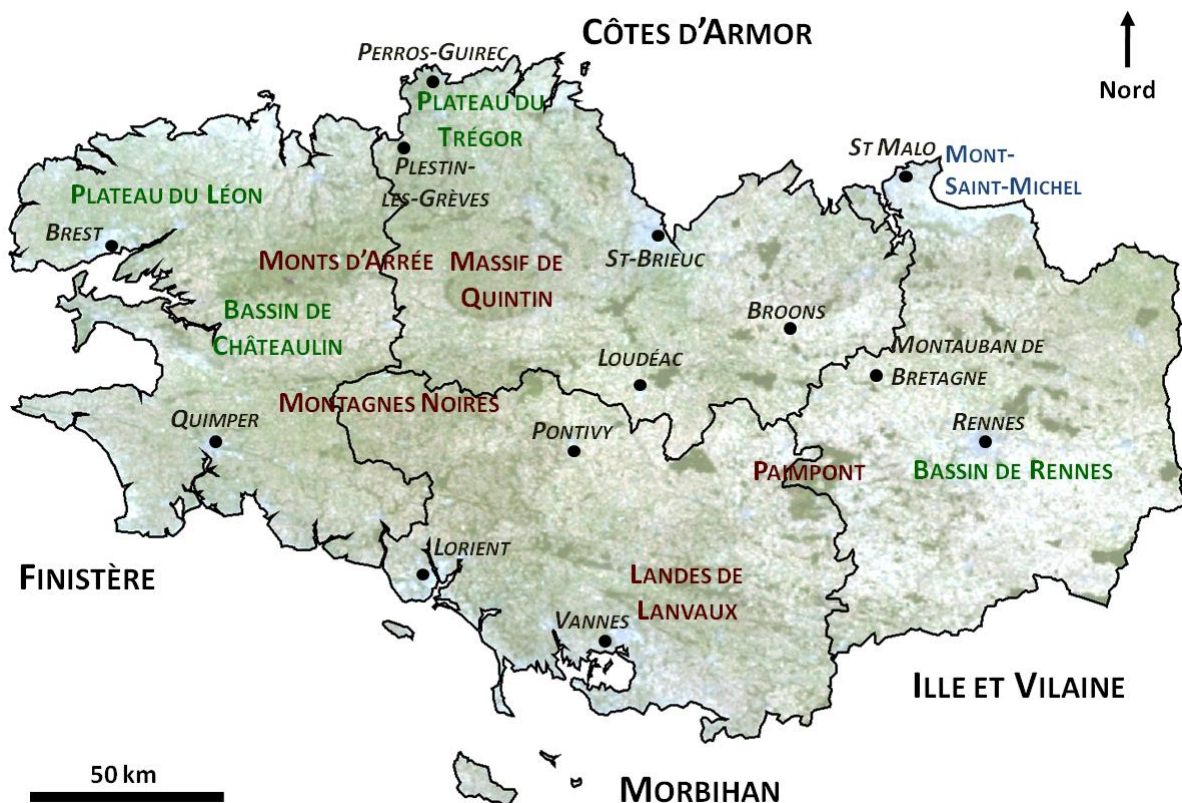 CÔTES D'ARMOR
Nord
PERROS-GUIREC
PLATEAU DU
TRÉGOR
ST MALO
MONT-
SAINT-MICHEL
PLESTIN-
LES-GRÈVES
PLATEAU DU LÉON
BREST
MONTS D'ARRÉE
MASSIF DE
QUINTIN
ST-BRIEUC
BASSIN DE
CHÂTEAULIN
BROONS
LOUDÉAC
MONTAUBAN DE
BRETAGNE
MONTAGNES NOIRES
QUIMPER
PONTIVY
RENNES
PAIMPONT
BASSIN DE RENNES
LORIENT
FINISTÈRE
LANDES DE
LANVAUX
VANNES
ILLE ET VILAINE
50 km
MORBIHAN